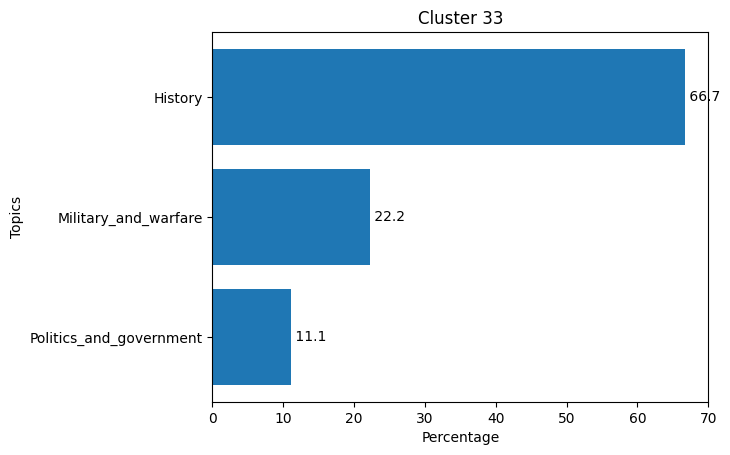 Cluster 33
Topics
History
66.7
Military_and_warfare
22.2
Politics_and_government
11.1
0 10 20 30 40 50 60 70
Percentage